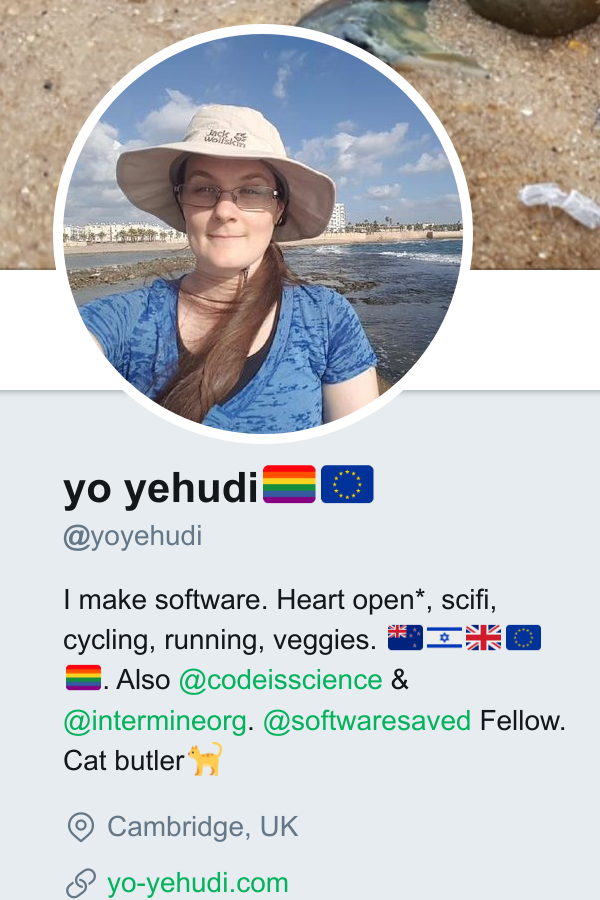 Jack
Wolfskin
yo yehudi🏳️‍🌈🇪🇺
@yoyehudi
I make software. Heart open*, scifi,
cycling, running, veggies. 🇳🇿🇮🇱🇬🇧🇪🇺
🏳️‍🌈. Also @codeisscience &
@intermineorg. @softwaresaved Fellow.
Cat butler🐈
Cambridge, UK
yo-yehudi.com